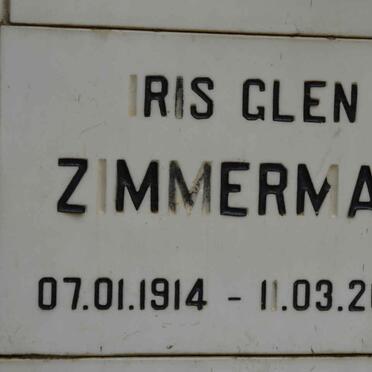 IRIS GLEN
ZIMMERMA
07.01.1914 - 11.03.20